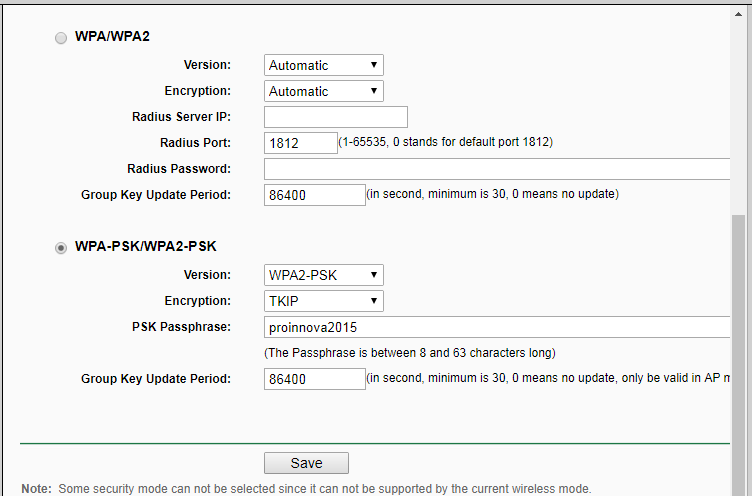 WPA/WPA2
Version: Automatic
Encryption: Automatic
Radius Server IP:
Radius Port: 1812 (1-65535, 0 stands for default port 1812)
Radius Password:
Group Key Update Period: 86400 (in second, minimum is 30, 0 means no update)
WPA-PSK/WPA2-PSK
Version: WPA2-PSK
Encryption: TKIP
PSK Passphrase: proinnova2015
(The Passphrase is between 8 and 63 characters long)
Group Key Update Period: 86400 (in second, minimum is 30, 0 means no update, only be valid in AP m
Save
Note: Some security mode can not be selected since it can not be supported by the current wireless mode.